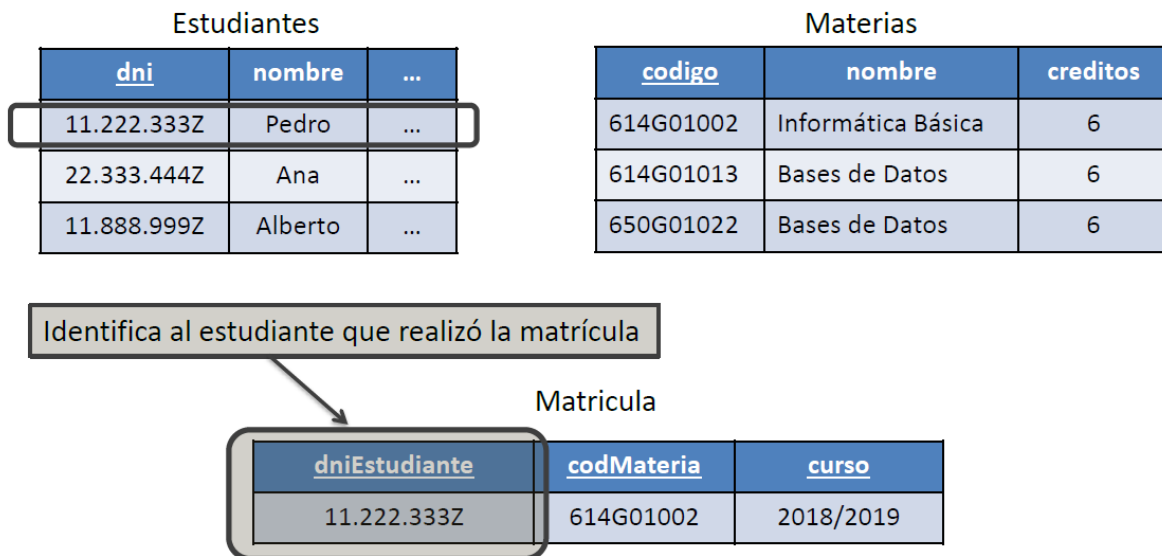 Estudiantes
dni nombre ...
11.222.333Z Pedro ...
22.333.444Z Ana ...
11.888.999Z Alberto ...
Materias
codigo nombre creditos
614G01002 Informática Básica 6
614G01013 Bases de Datos 6
650G01022 Bases de Datos 6
Identifica al estudiante que realizó la matrícula
Matricula
dniEstudiante codMateria curso
11.222.333Z 614G01002 2018/2019